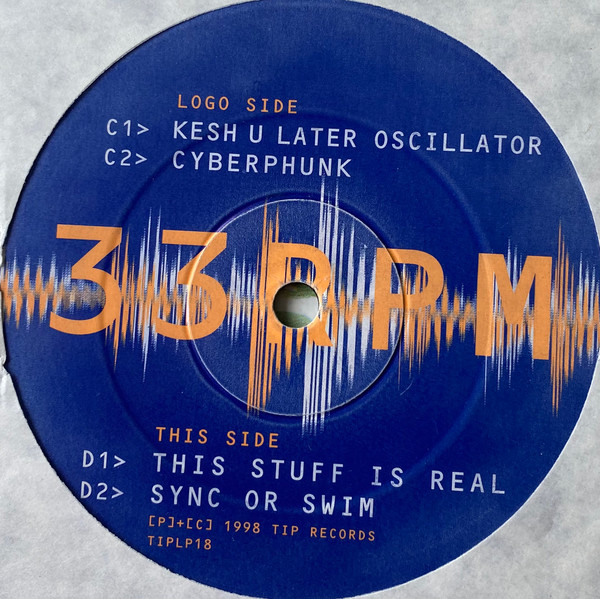 LOGO SIDE
C1> KESH U LATER OSCILLATOR
C2> CYBERPHUNK
33RPM
THIS SIDE
D1> THIS STUFF IS REAL
D2> SYNC OR SWIM
[P]+[C] 1998 TIP RECORDS
TIPLP18